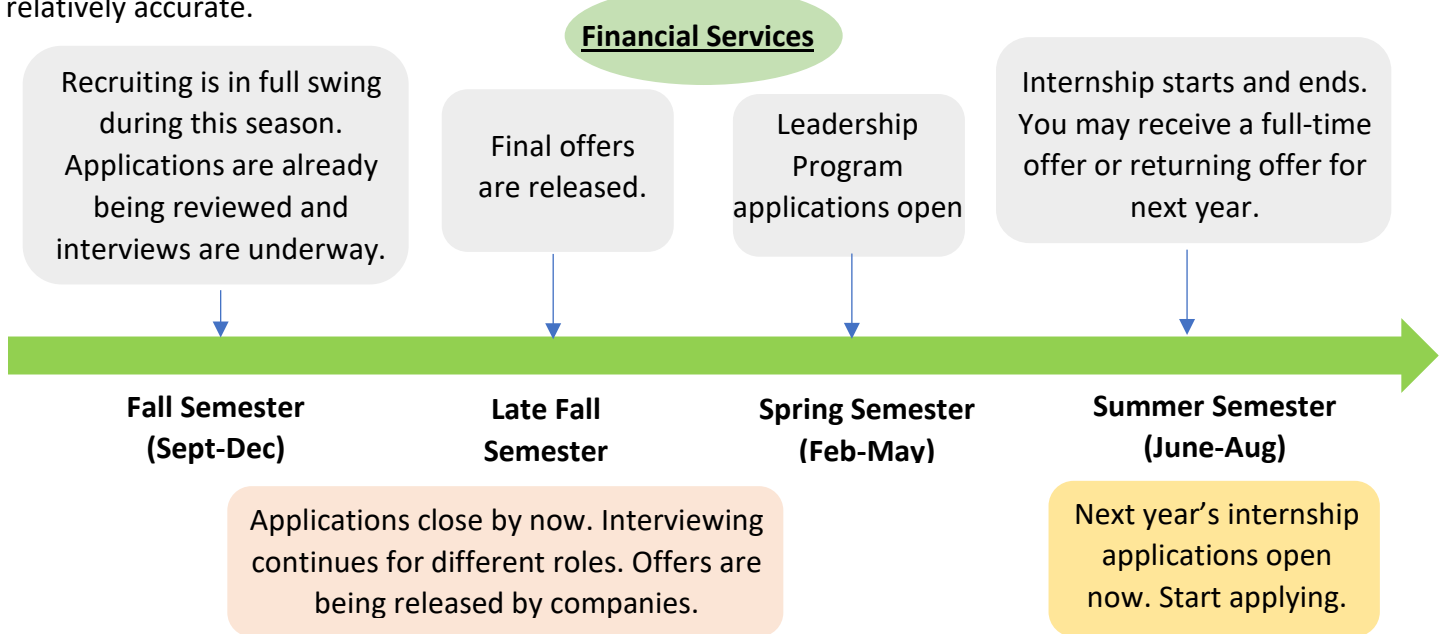 relatively accurate.
Financial Services
Recruiting is in full swing
during this season.
Applications are already
being reviewed and
interviews are underway.
Final offers
are released.
Leadership
Program
applications open
Internship starts and ends.
You may receive a full-time
offer or returning offer for
next year.
Fall Semester
(Sept-Dec)
Late Fall
Semester
Spring Semester
(Feb-May)
Summer Semester
(June-Aug)
Applications close by now. Interviewing
continues for different roles. Offers are
being released by companies.
Next year’s internship
applications open
now. Start applying.